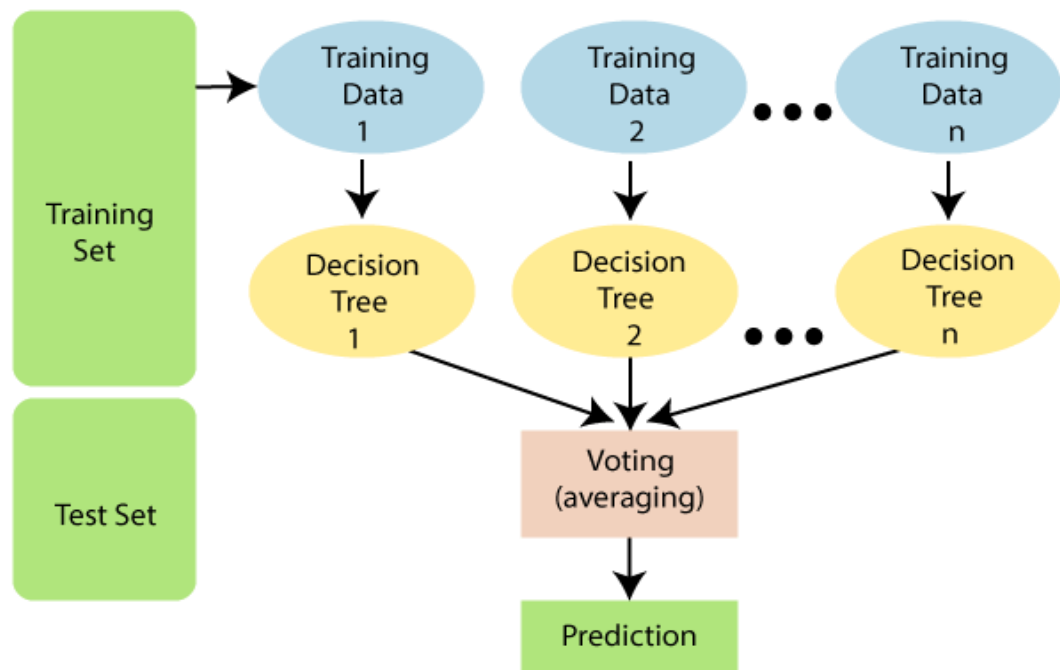 Training
Set
Test Set
Training
Data
1
Training
Data
2
Training
Data
n
Decision
Tree
1
Decision
Tree
2
Decision
Tree
n
Voting
(averaging)
Prediction